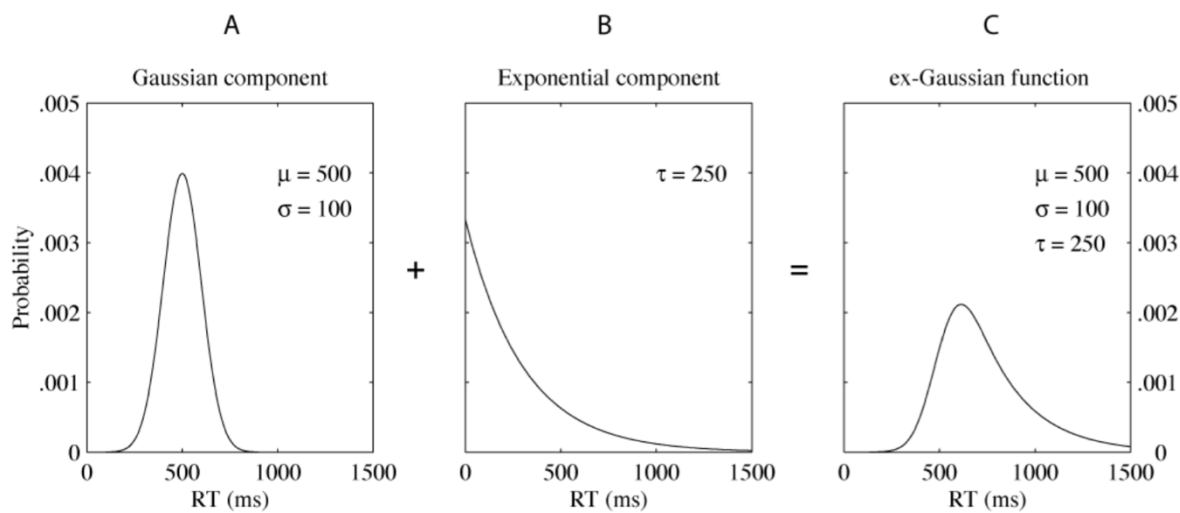 A
B
C
Gaussian component
Exponential component
ex-Gaussian function
Probability
.005
.004
.003
.002
.001
0
μ = 500
σ = 100
0 500 1000 1500
RT (ms)
+
τ = 250
0 500 1000 1500
RT (ms)
=
μ = 500
σ = 100
τ = 250
.005
.004
.003
.002
.001
0
0 500 1000 1500
RT (ms)